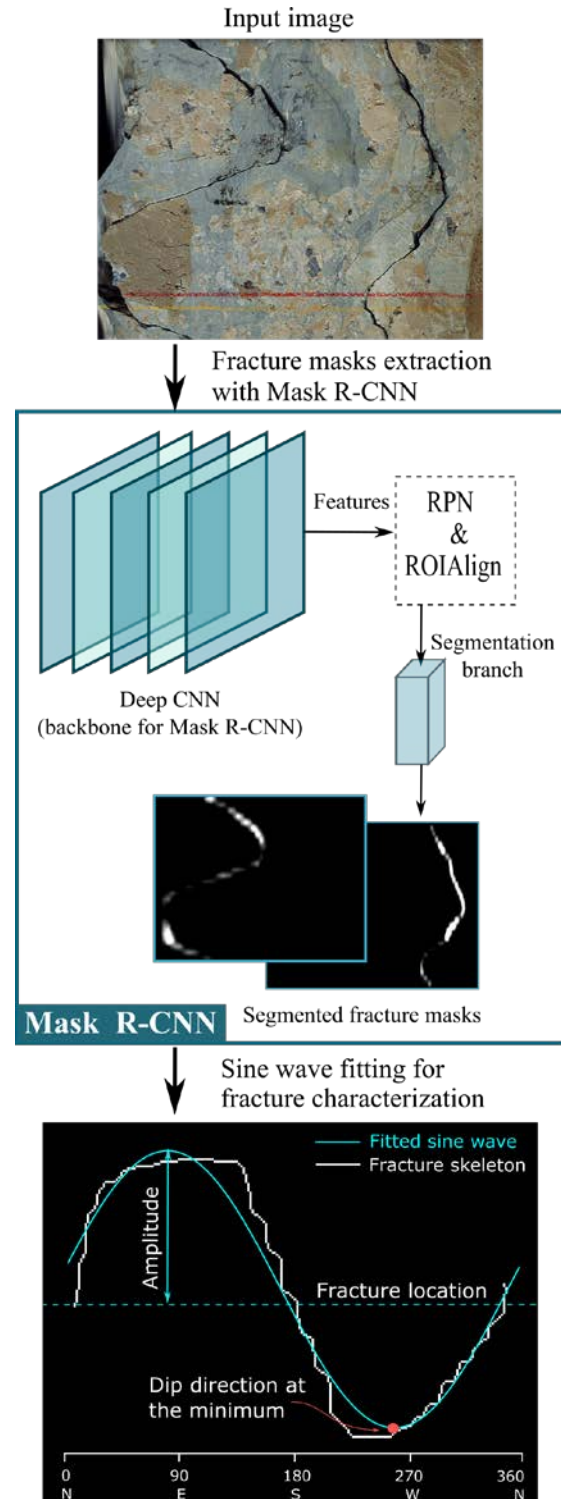 Input image
Fracture masks extraction
with Mask R-CNN
Features
RPN
&
ROIAlign
Segmentation
branch
Deep CNN
(backbone for Mask R-CNN)
Mask R-CNN
Segmented fracture masks
Sine wave fitting for
fracture characterization
Fitted sine wave
Fracture skeleton
Amplitude
Fracture location
Dip direction at
the minimum
0 90 180 270 360
N E S W N